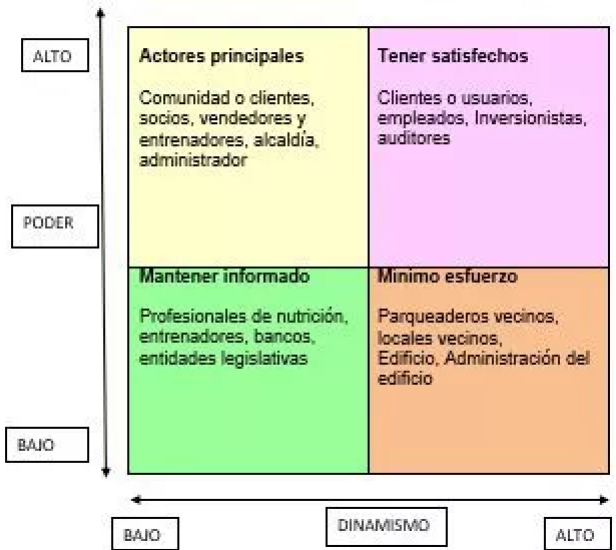 ALTO
Actores principales
Comunidad o clientes,
socios, vendedores y
entrenadores, alcaldía,
administrador
Tener satisfechos
Clientes o usuarios,
empleados, Inversionistas,
auditores
PODER
Mantener informado
Profesionales de nutrición,
entrenadores, bancos,
entidades legislativas
Minimo esfuerzo
Parqueaderos vecinos,
locales vecinos,
Edificio, Administración del
edificio
BAJO
BAJO
DINAMISMO
ALTO